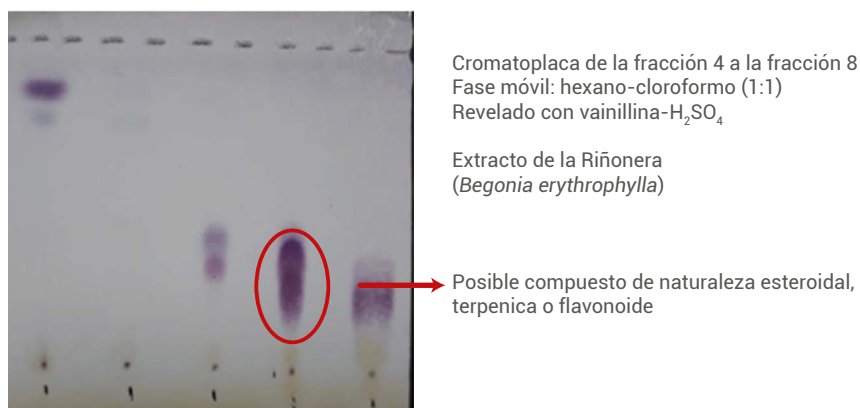 Cromatoplaca de la fracción 4 a la fracción 8
Fase móvil: hexano-cloroformo (1:1)
Revelado con vainillina-H₂SO₄
Extracto de la Riñonera
(Begonia erythrophylla)
Posible compuesto de naturaleza esteroidal,
terpenica o flavonoide